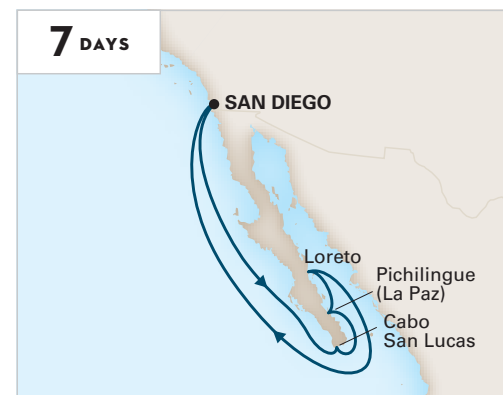 7 DAYS
SAN DIEGO
Loreto
Pichilingue
(La Paz)
Cabo
San Lucas